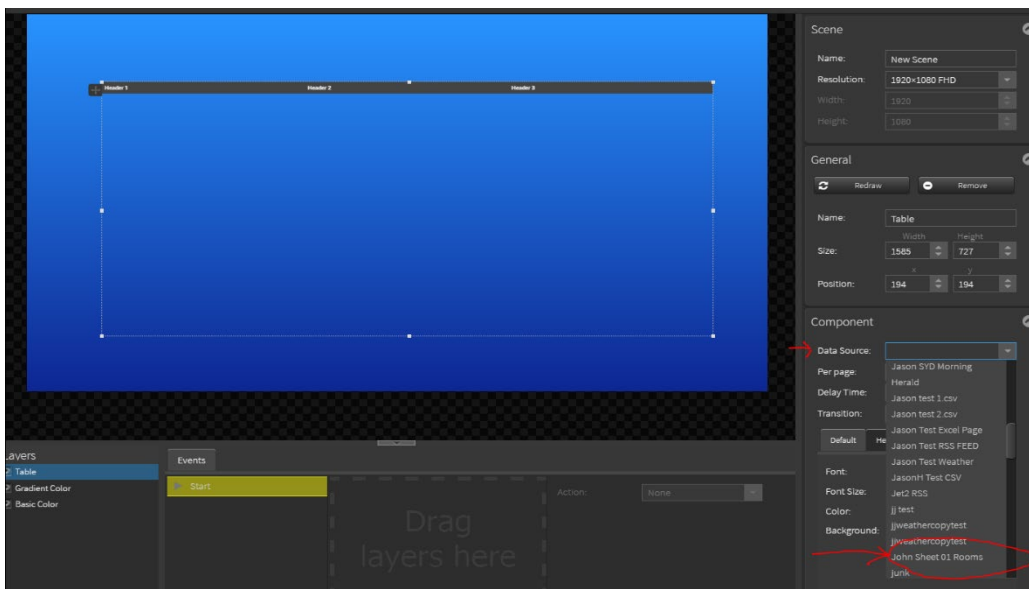 Header 1 Header 2 Header 3
Scene
Name: New Scene
Resolution: 1920×1080 FHD
Width: 1920
Height: 1080
General
Redraw Remove
Name: Table
Width Height
Size: 1585 727
x y
Position: 194 194
Component
Data Source:
Per page:
Delay Time:
Transition:
Jason SYD Morning
Herald
Jason test 1.csv
Jason test 2.csv
Jason Test Excel Page
Jason Test RSS FEED
Jason Test Weather
JasonH Test CSV
Jet2 RSS
jj test
jjweathercopytest
jjweathercopytest
John Sheet 01 Rooms
junk
Default He
Font:
Font Size:
Color:
Background:
Layers
Table
Gradient Color
Basic Color
Events
Start
Drag
layers here
Action: None